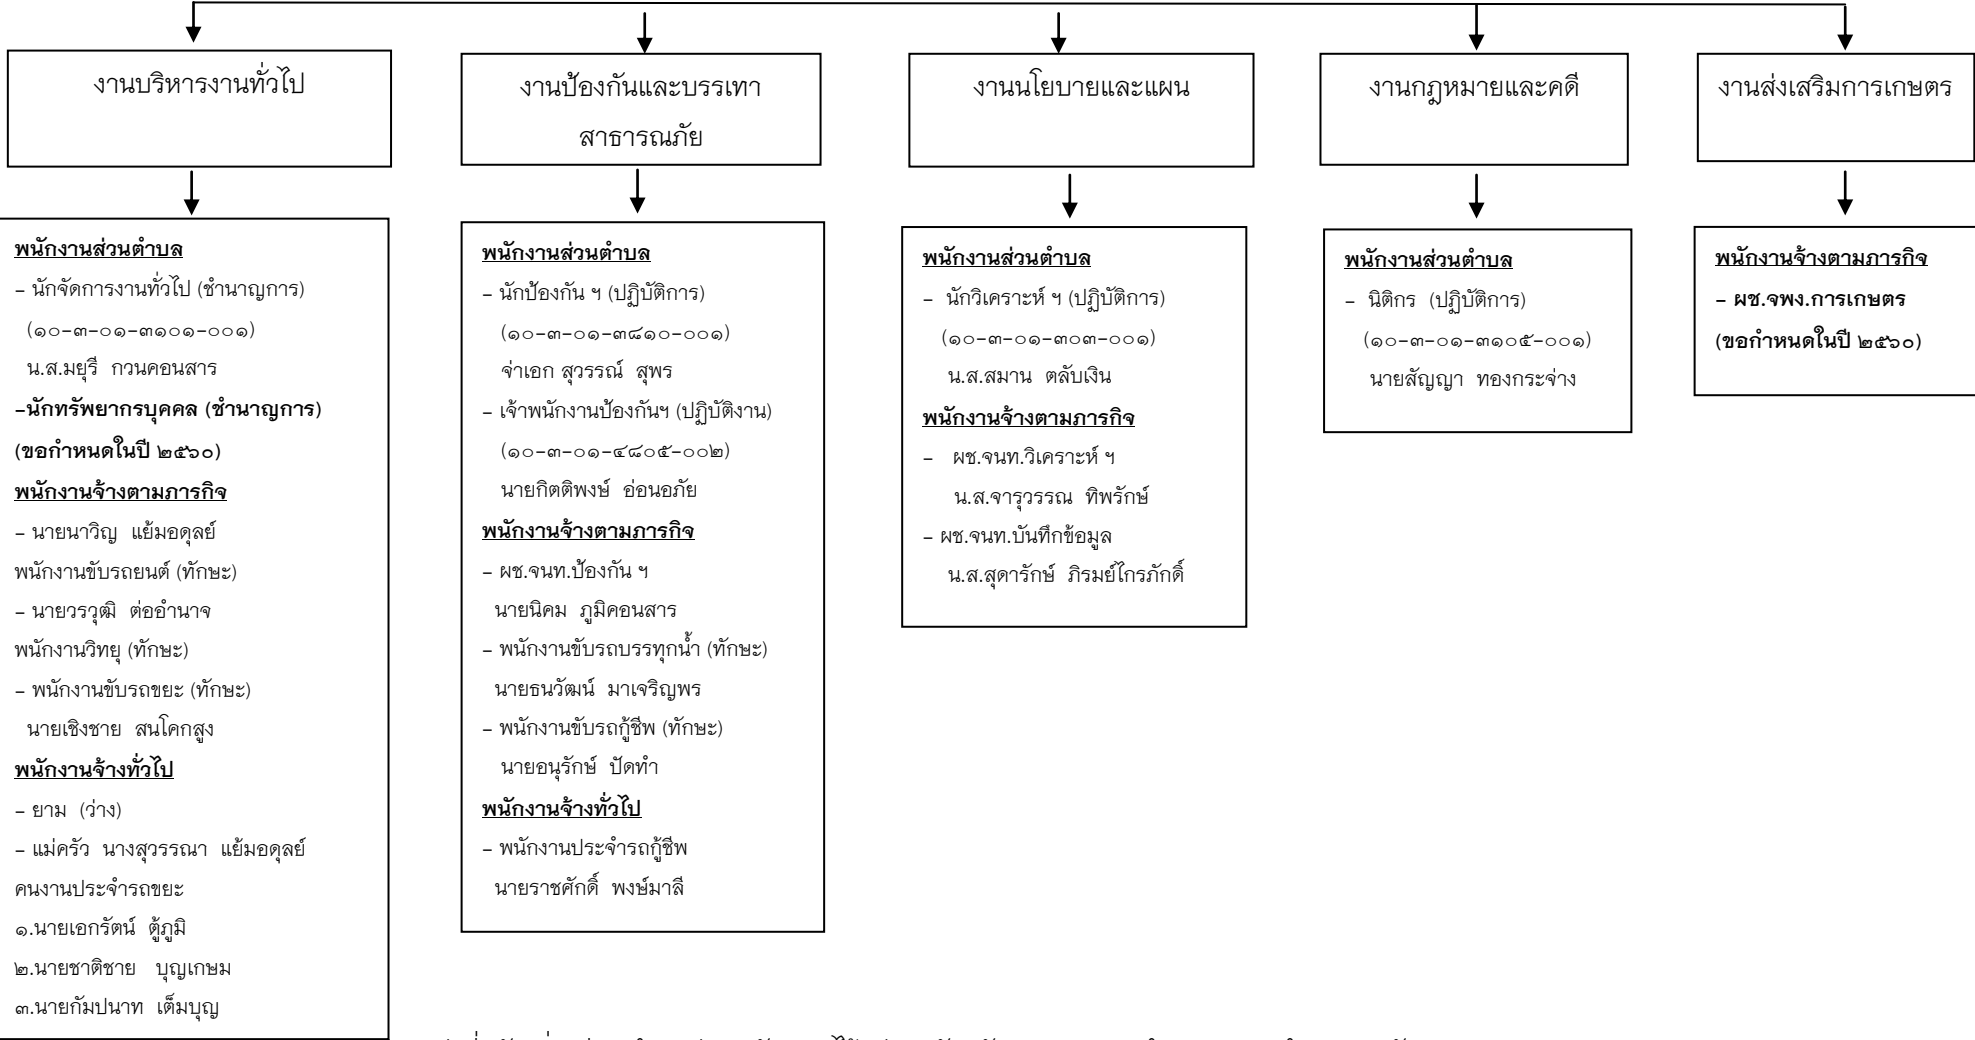 งานบริหารงานทั่วไป
งานป้องกันและบรรเทา
สาธารณภัย
งานนโยบายและแผน
งานกฎหมายและคดี
งานส่งเสริมการเกษตร
พนักงานส่วนตำบล
– นักจัดการงานทั่วไป (ชำนาญการ)
(๑๐–๓–๐๑–๓๑๐๑–๐๐๑)
น.ส.มยุรี กวนคอนสาร
–นักทรัพยากรบุคคล (ชำนาญการ)
(ขอกำหนดในปี ๒๕๖๐)
พนักงานจ้างตามภารกิจ
– นายนาวิญ แย้มอดุลย์
พนักงานขับรถยนต์ (ทักษะ)
– นายวรวุฒิ ต่ออำนาจ
พนักงานวิทยุ (ทักษะ)
– พนักงานขับรถขยะ (ทักษะ)
นายเชิงชาย สนโคกสูง
พนักงานจ้างทั่วไป
– ยาม (ว่าง)
– แม่ครัว นางสุวรรณา แย้มอดุลย์
คนงานประจำรถขยะ
๑.นายเอกรัตน์ ตู้ภูมิ
๒.นายชาติชาย บุญเกษม
๓.นายกัมปนาท เต็มบุญ
พนักงานส่วนตำบล
– นักป้องกัน ฯ (ปฏิบัติการ)
(๑๐–๓–๐๑–๓๘๑๐–๐๐๑)
จ่าเอก สุวรรณ์ สุพร
– เจ้าพนักงานป้องกันฯ (ปฏิบัติงาน)
(๑๐–๓–๐๑–๔๘๐๕–๐๐๒)
นายกิตติพงษ์ อ่อนอภัย
พนักงานจ้างตามภารกิจ
– ผช.จนท.ป้องกัน ฯ
นายนิคม ภูมิคอนสาร
– พนักงานขับรถบรรทุกน้ำ (ทักษะ)
นายธนวัฒน์ มาเจริญพร
– พนักงานขับรถกู้ชีพ (ทักษะ)
นายอนุรักษ์ ปัดทำ
พนักงานจ้างทั่วไป
– พนักงานประจำรถกู้ชีพ
นายราชศักดิ์ พงษ์มาลี
พนักงานส่วนตำบล
– นักวิเคราะห์ ฯ (ปฏิบัติการ)
(๑๐–๓–๐๑–๓๐๓–๐๐๑)
น.ส.สมาน ตลับเงิน
พนักงานจ้างตามภารกิจ
– ผช.จนท.วิเคราะห์ ฯ
น.ส.จารุวรรณ ทิพรักษ์
– ผช.จนท.บันทึกข้อมูล
น.ส.สุดารักษ์ ภิรมย์ไกรภักดิ์
พนักงานส่วนตำบล
– นิติกร (ปฏิบัติการ)
(๑๐–๓–๐๑–๓๑๐๕–๐๐๑)
นายสัญญา ทองกระจ่าง
พนักงานจ้างตามภารกิจ
– ผช.จพง.การเกษตร
(ขอกำหนดในปี ๒๕๖๐)